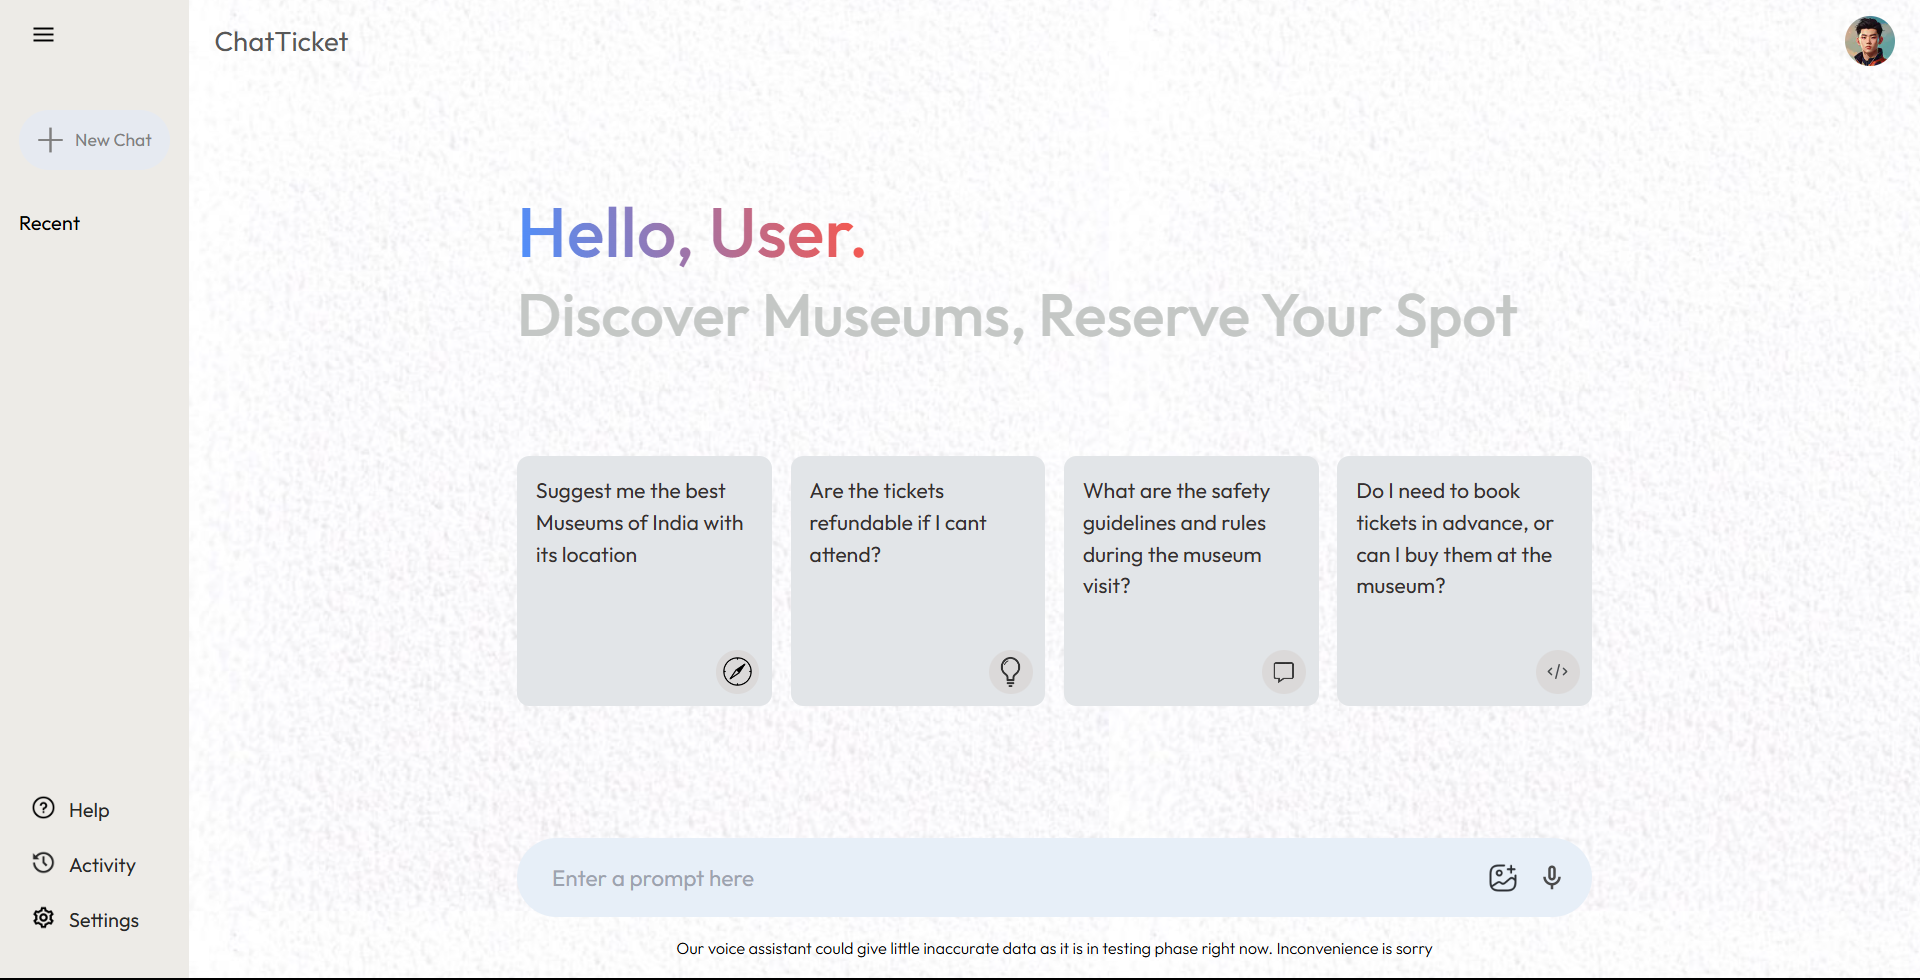 ChatTicket
New Chat
Recent
Hello, User.
Discover Museums, Reserve Your Spot
Suggest me the best
Museums of India with
its location
Are the tickets
refundable if I cant
attend?
What are the safety
guidelines and rules
during the museum
visit?
Do I need to book
tickets in advance, or
can I buy them at the
museum?
Help
Activity
Settings
Enter a prompt here
Our voice assistant could give little inaccurate data as it is in testing phase right now. Inconvenience is sorry